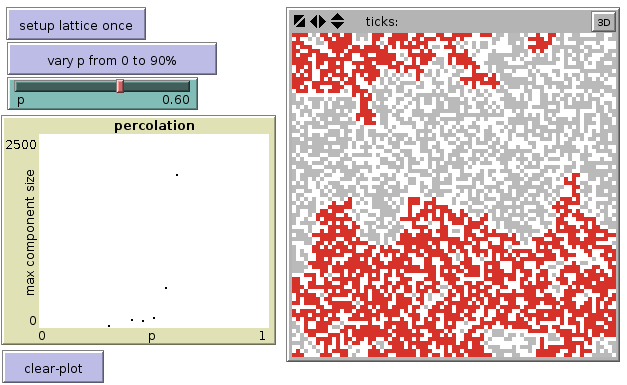 setup lattice once
vary p from 0 to 90%
p 0.60
percolation
2500
max component size
0
0 p 1
clear-plot
ticks:
3D